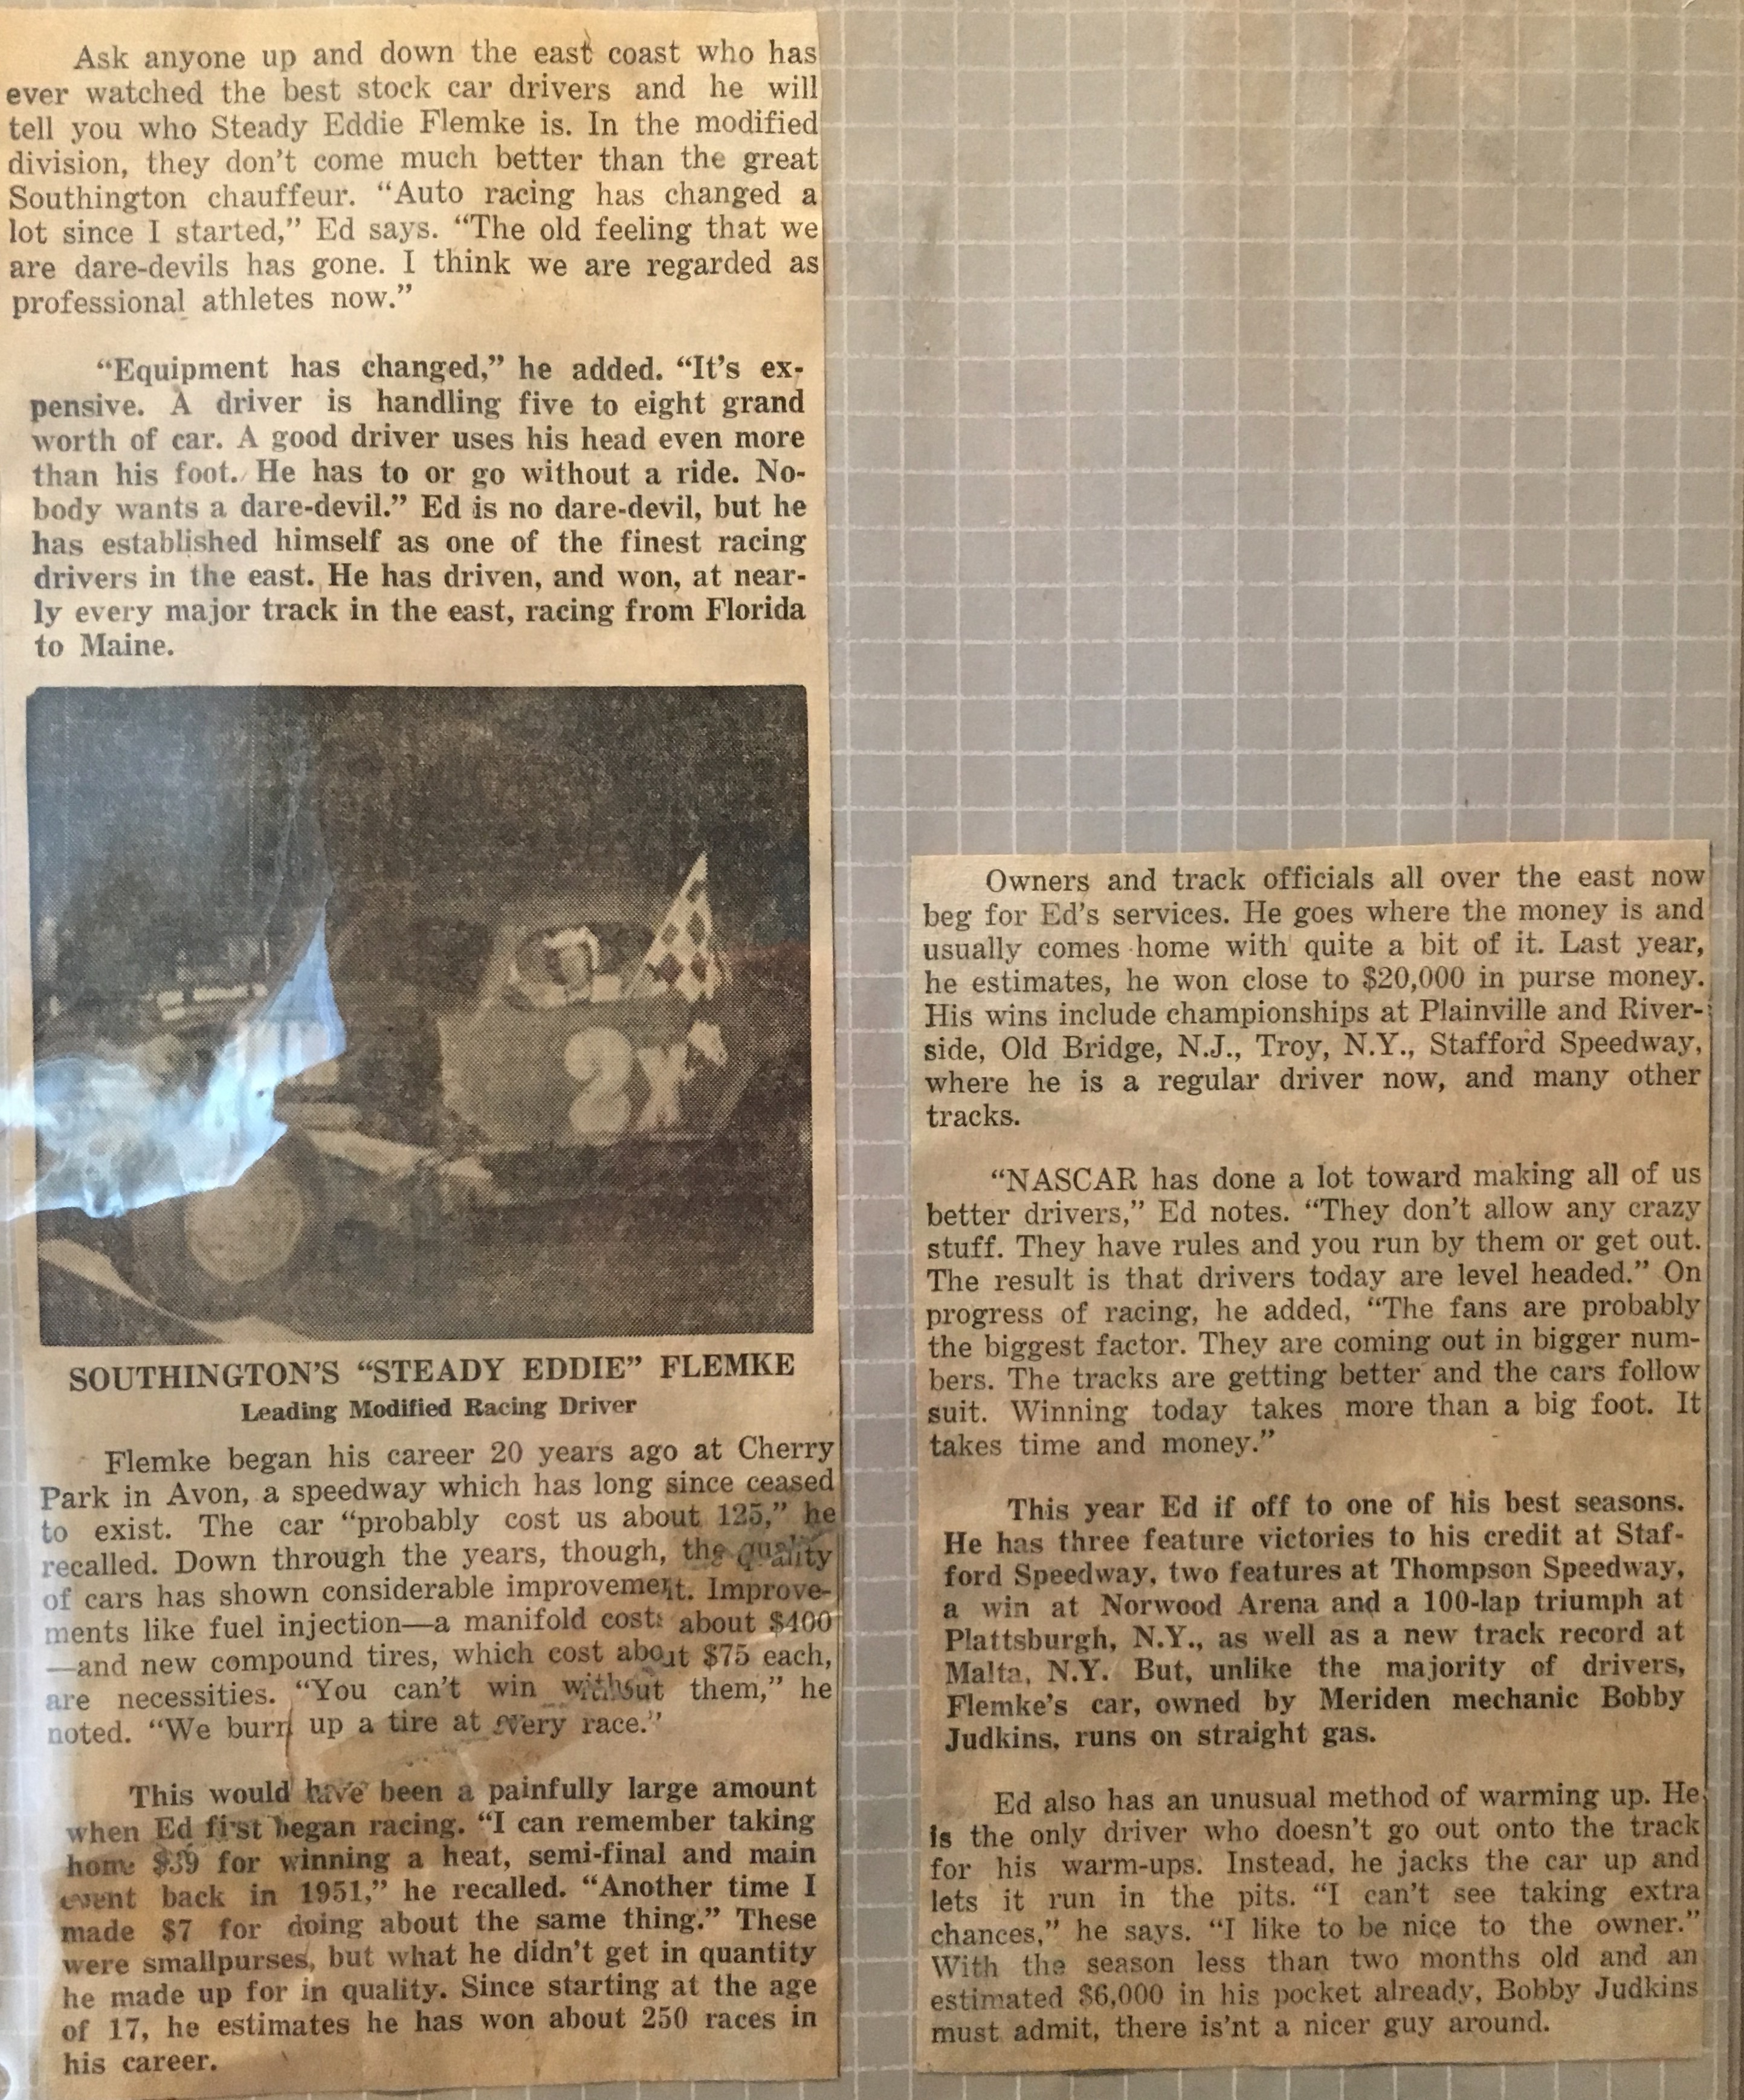 Ask anyone up and down the east coast who has
ever watched the best stock car drivers and he will
tell you who Steady Eddie Flemke is. In the modified
division, they don't come much better than the great
Southington chauffeur. “Auto racing has changed a
lot since I started,” Ed says. “The old feeling that we
are dare-devils has gone. I think we are regarded as
professional athletes now.”
“Equipment has changed,” he added. “It's ex-
pensive. A driver is handling five to eight grand
worth of car. A good driver uses his head even more
than his foot. He has to or go without a ride. No-
body wants a dare-devil.” Ed is no dare-devil, but he
has established himself as one of the finest racing
drivers in the east. He has driven, and won, at near-
ly every major track in the east, racing from Florida
to Maine.
2X
SOUTHINGTON'S “STEADY EDDIE” FLEMKE
Leading Modified Racing Driver
Flemke began his career 20 years ago at Cherry
Park in Avon, a speedway which has long since ceased
to exist. The car “probably cost us about 125,” he
recalled. Down through the years, though, the quality
of cars has shown considerable improvement. Improve-
ments like fuel injection—a manifold costs about $400
—and new compound tires, which cost about $75 each,
are necessities. “You can't win without them,” he
noted. “We burn up a tire at every race.”
This would have been a painfully large amount
when Ed first began racing. “I can remember taking
home $39 for winning a heat, semi-final and main
event back in 1951,” he recalled. “Another time I
made $7 for doing about the same thing.” These
were smallpurses, but what he didn't get in quantity
he made up for in quality. Since starting at the age
of 17, he estimates he has won about 250 races in
his career.
Owners and track officials all over the east now
beg for Ed's services. He goes where the money is and
usually comes home with quite a bit of it. Last year,
he estimates, he won close to $20,000 in purse money.
His wins include championships at Plainville and River-
side, Old Bridge, N.J., Troy, N.Y., Stafford Speedway,
where he is a regular driver now, and many other
tracks.
“NASCAR has done a lot toward making all of us
better drivers,” Ed notes. “They don't allow any crazy
stuff. They have rules and you run by them or get out.
The result is that drivers today are level headed.” On
progress of racing, he added, “The fans are probably
the biggest factor. They are coming out in bigger num-
bers. The tracks are getting better and the cars follow
suit. Winning today takes more than a big foot. It
takes time and money.”
This year Ed if off to one of his best seasons.
He has three feature victories to his credit at Staf-
ford Speedway, two features at Thompson Speedway,
a win at Norwood Arena and a 100-lap triumph at
Plattsburgh, N.Y., as well as a new track record at
Malta, N.Y. But, unlike the majority of drivers,
Flemke's car, owned by Meriden mechanic Bobby
Judkins, runs on straight gas.
Ed also has an unusual method of warming up. He
is the only driver who doesn't go out onto the track
for his warm-ups. Instead, he jacks the car up and
lets it run in the pits. “I can't see taking extra
chances,” he says. “I like to be nice to the owner.”
With the season less than two months old and an
estimated $6,000 in his pocket already, Bobby Judkins
must admit, there is'nt a nicer guy around.